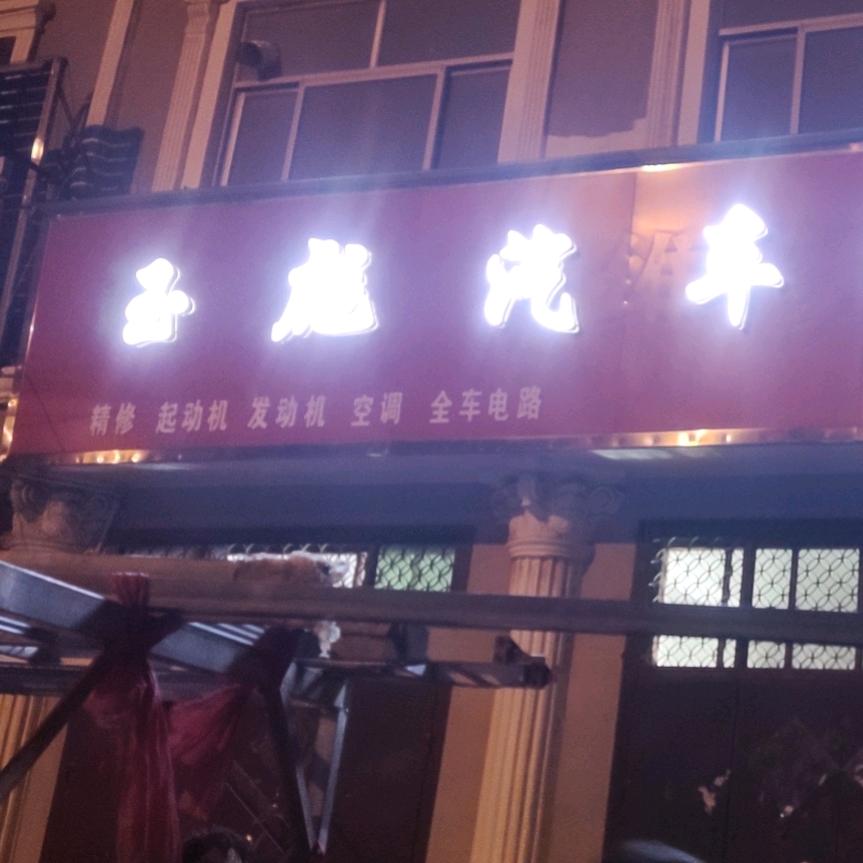 汽车
精修 起动机 发动机 空调 全车电路